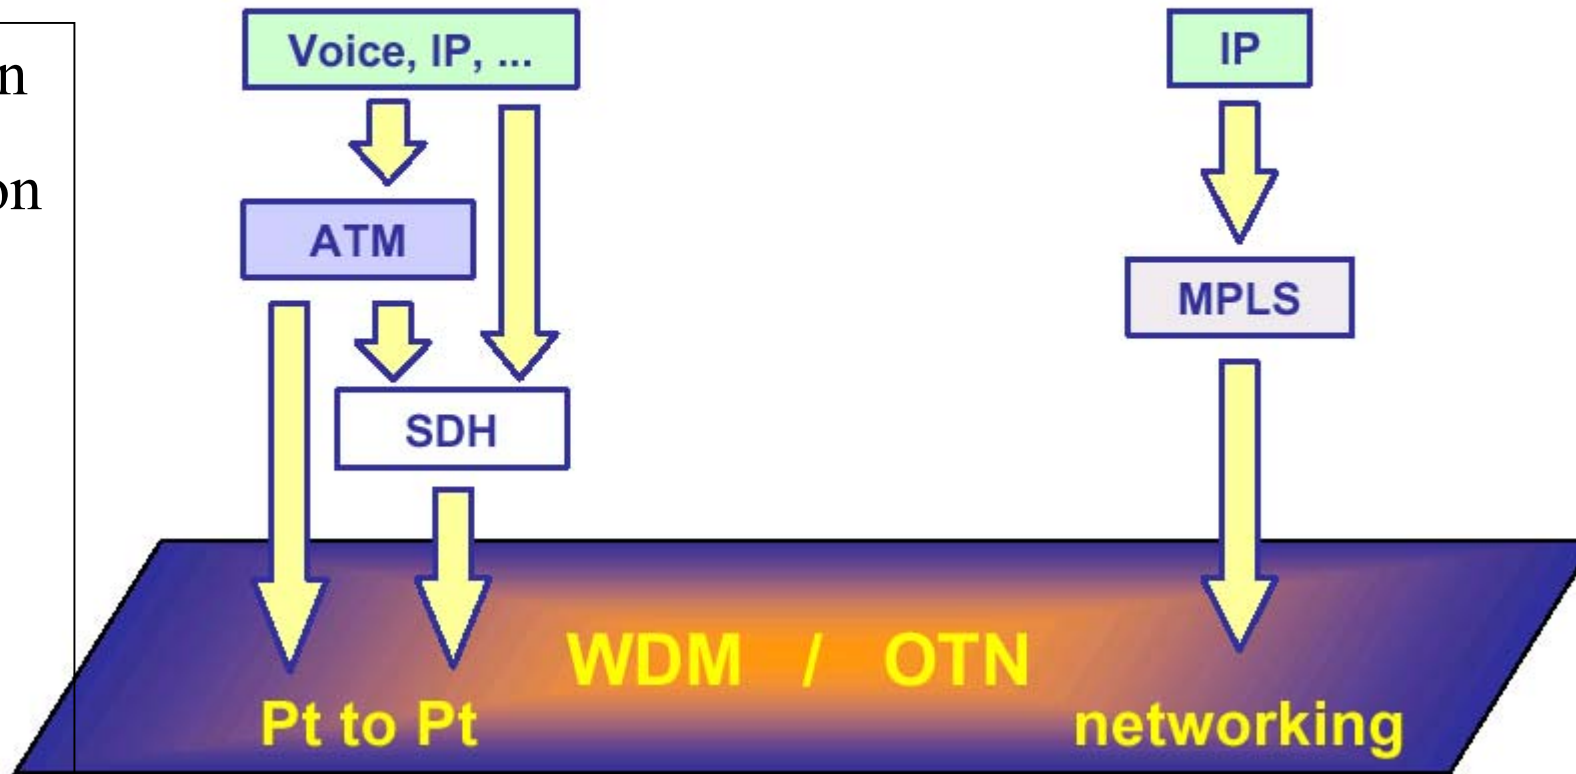 Voice, IP, ...
IP
ATM
MPLS
SDH
WDM / OTN
Pt to Pt
networking